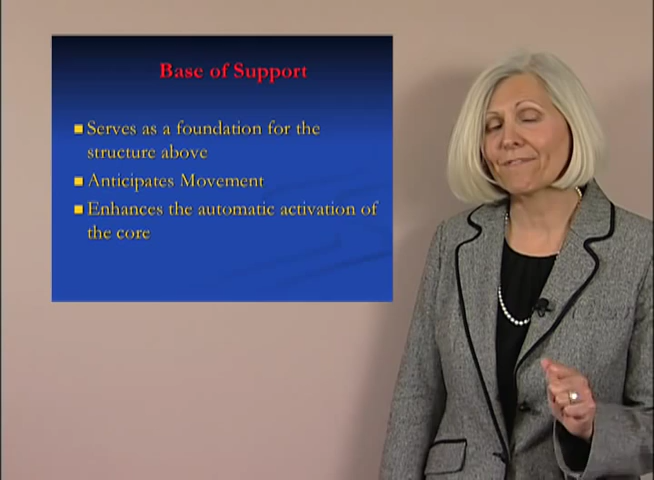 Base of Support
Serves as a foundation for the
structure above
Anticipates Movement
Enhances the automatic activation of
the core